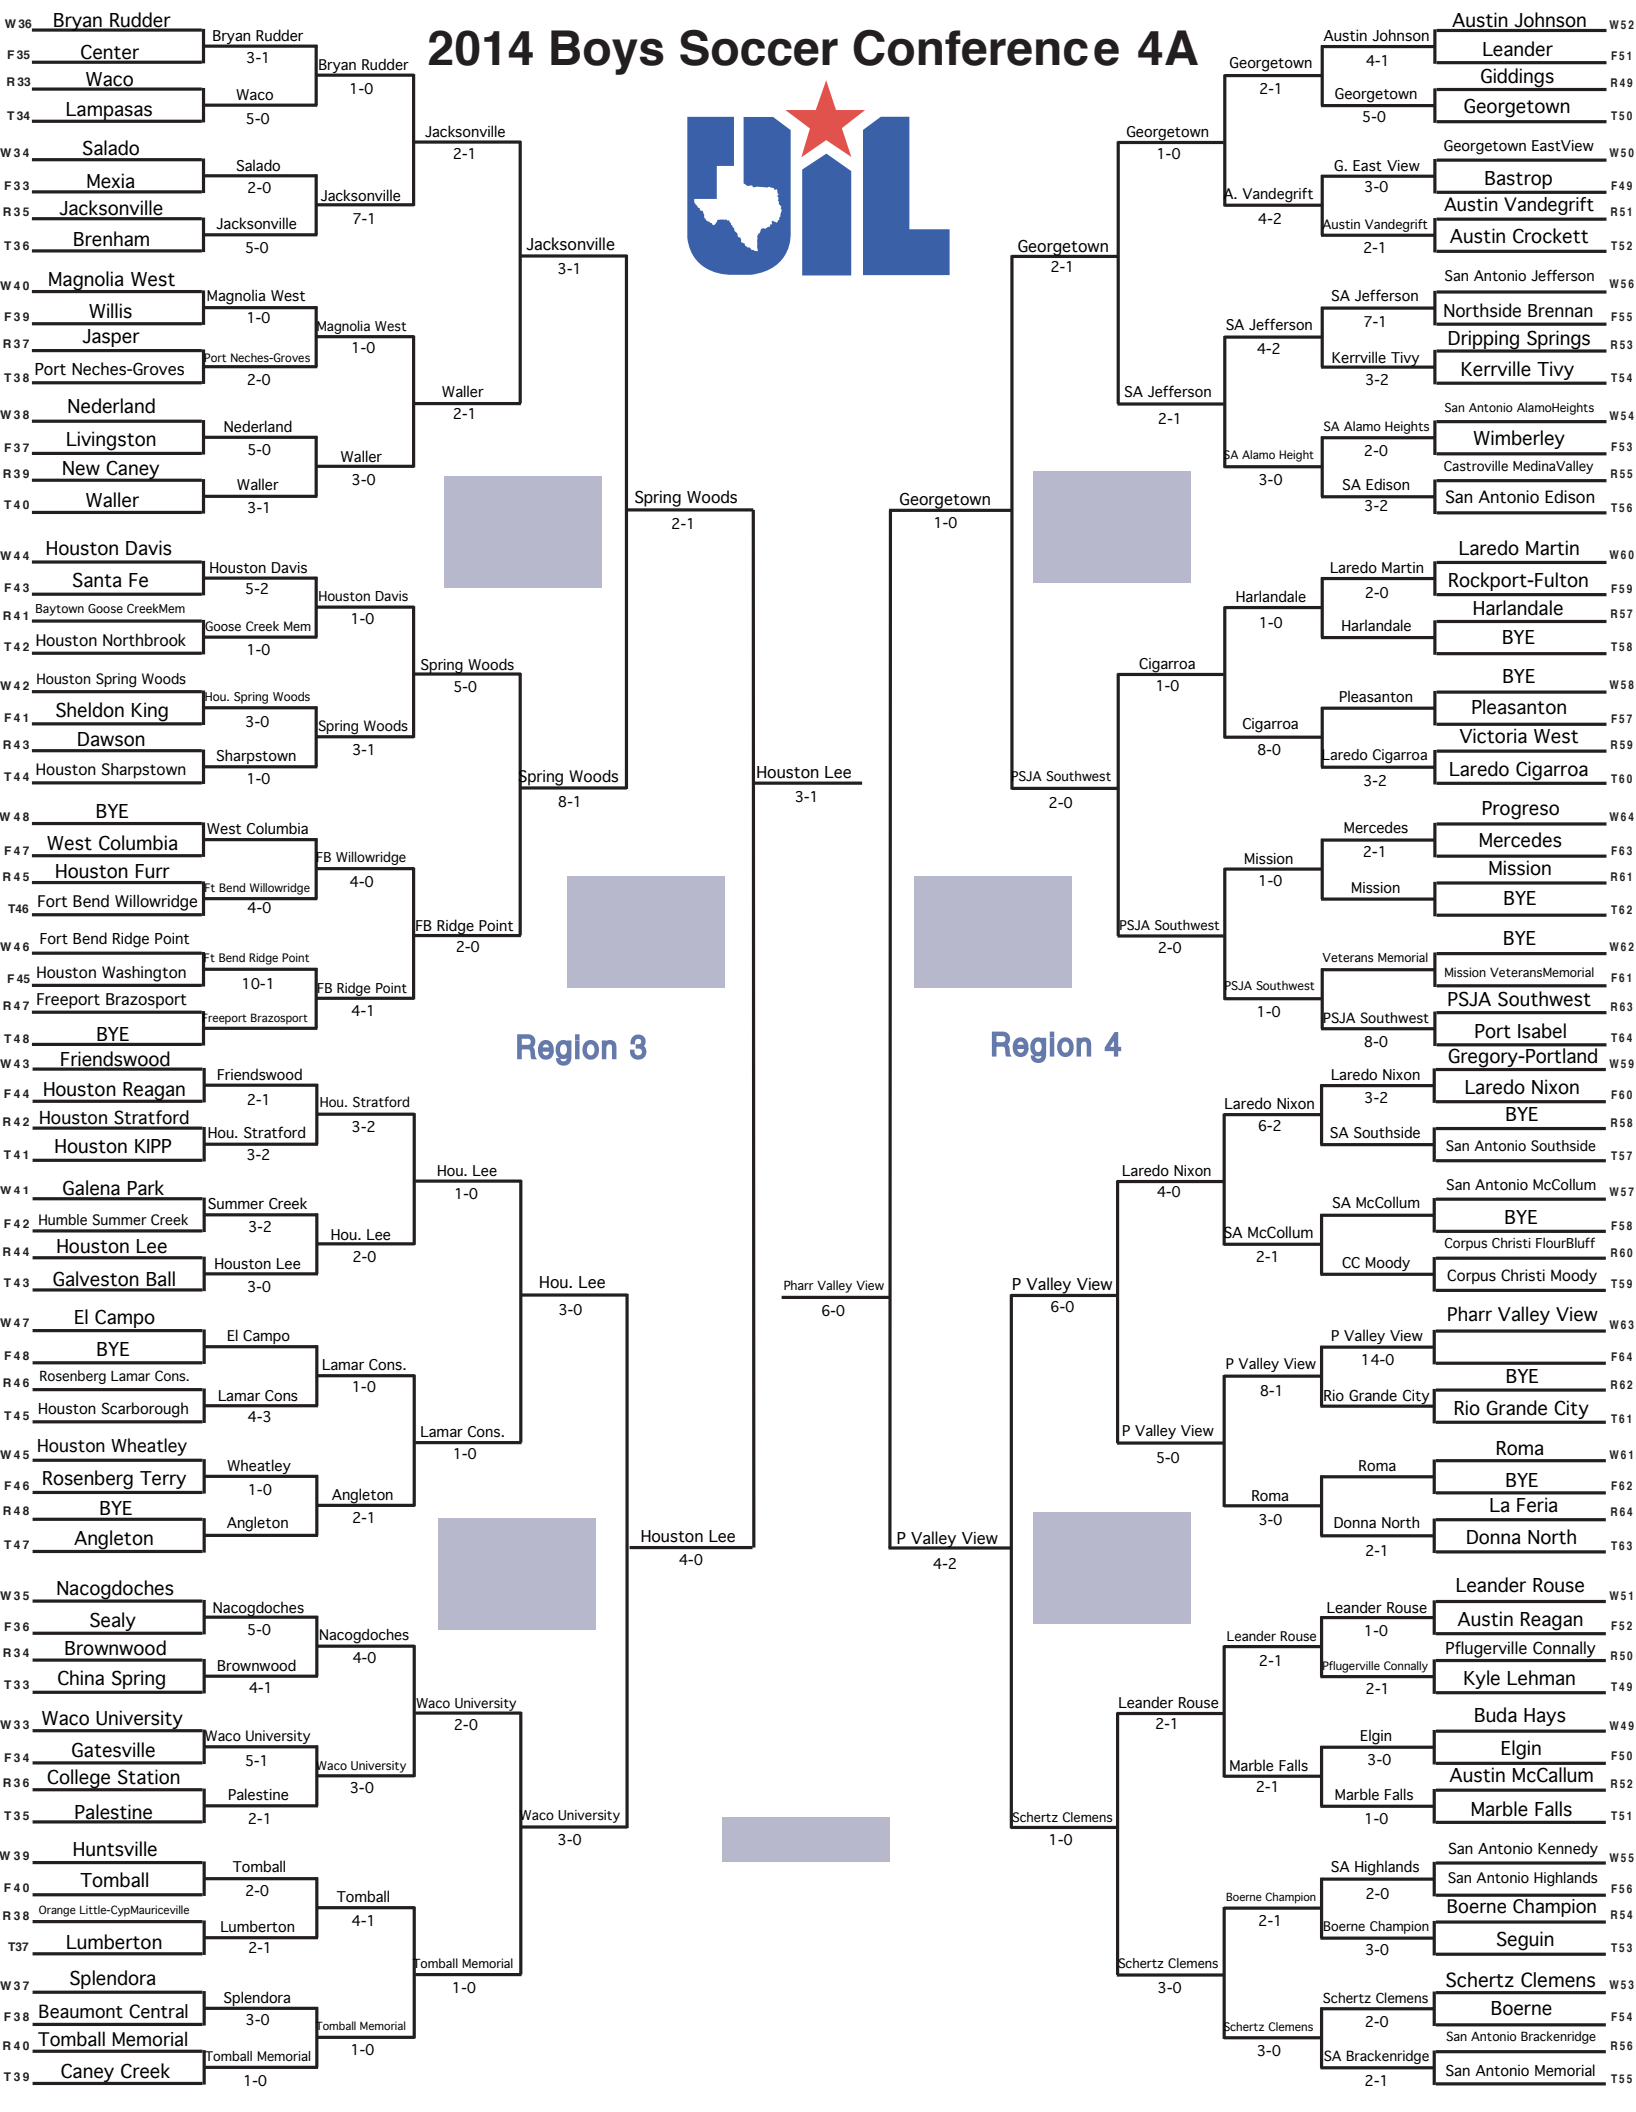 2014 Boys Soccer Conference 4A
UiL
W36 Bryan Rudder
F35 Center
R33 Waco
T34 Lampasas
W34 Salado
F33 Mexia
R35 Jacksonville
T36 Brenham
W40 Magnolia West
F39 Willis
R37 Jasper
T38 Port Neches-Groves
W38 Nederland
F37 Livingston
R39 New Caney
T40 Waller
W44 Houston Davis
F43 Santa Fe
R41 Baytown Goose CreekMem
T42 Houston Northbrook
W42 Houston Spring Woods
F41 Sheldon King
R43 Dawson
T44 Houston Sharpstown
W48 BYE
F47 West Columbia
R45 Houston Furr
T46 Fort Bend Willowridge
W46 Fort Bend Ridge Point
F45 Houston Washington
R47 Freeport Brazosport
T48 BYE
W43 Friendswood
F44 Houston Reagan
R42 Houston Stratford
T41 Houston KIPP
W41 Galena Park
F42 Humble Summer Creek
R44 Houston Lee
T43 Galveston Ball
W47 El Campo
F48 BYE
R46 Rosenberg Lamar Cons.
T45 Houston Scarborough
W45 Houston Wheatley
F46 Rosenberg Terry
R48 BYE
T47 Angleton
W35 Nacogdoches
F36 Sealy
R34 Brownwood
T33 China Spring
W33 Waco University
F34 Gatesville
R36 College Station
T35 Palestine
W39 Huntsville
F40 Tomball
R38 Orange Little-CypMauriceville
T37 Lumberton
W37 Splendora
F38 Beaumont Central
R40 Tomball Memorial
T39 Caney Creek
Bryan Rudder
3-1
Waco
5-0
Salado
2-0
Jacksonville
5-0
Magnolia West
1-0
Port Neches-Groves
2-0
Nederland
5-0
Waller
3-1
Houston Davis
5-2
Goose Creek Mem
1-0
Hou. Spring Woods
3-0
Sharpstown
1-0
West Columbia
Ft Bend Willowridge
4-0
Ft Bend Ridge Point
10-1
Freeport Brazosport
Friendswood
2-1
Hou. Stratford
3-2
Summer Creek
3-2
Houston Lee
3-0
El Campo
Lamar Cons
4-3
Wheatley
1-0
Angleton
Nacogdoches
5-0
Brownwood
4-1
Waco University
5-1
Palestine
2-1
Tomball
2-0
Lumberton
2-1
Splendora
3-0
Tomball Memorial
1-0
Bryan Rudder
1-0
Jacksonville
7-1
Magnolia West
1-0
Waller
3-0
Houston Davis
1-0
Spring Woods
3-1
FB Willowridge
4-0
FB Ridge Point
4-1
Hou. Stratford
3-2
Hou. Lee
2-0
Lamar Cons.
1-0
Angleton
2-1
Nacogdoches
4-0
Waco University
3-0
Tomball
4-1
Tomball Memorial
1-0
Jacksonville
2-1
Waller
2-1
Spring Woods
5-0
FB Ridge Point
2-0
Hou. Lee
1-0
Lamar Cons.
1-0
Waco University
2-0
Tomball Memorial
1-0
Jacksonville
3-1
Spring Woods
8-1
Hou. Lee
3-0
Waco University
3-0
Spring Woods
2-1
Houston Lee
4-0
Houston Lee
3-1
Region 3
Region 4
Pharr Valley View
6-0
Georgetown
1-0
P Valley View
4-2
Georgetown
2-1
PSJA Southwest
2-0
P Valley View
6-0
Schertz Clemens
1-0
Georgetown
1-0
SA Jefferson
2-1
Cigarroa
1-0
PSJA Southwest
2-0
Laredo Nixon
4-0
P Valley View
5-0
Leander Rouse
2-1
Schertz Clemens
3-0
Georgetown
2-1
A. Vandegrift
4-2
SA Jefferson
4-2
SA Alamo Height
3-0
Harlandale
1-0
Cigarroa
8-0
Mission
1-0
PSJA Southwest
1-0
Laredo Nixon
6-2
SA McCollum
2-1
P Valley View
8-1
Roma
3-0
Leander Rouse
2-1
Marble Falls
2-1
Boerne Champion
2-1
Schertz Clemens
3-0
Austin Johnson
4-1
Georgetown
5-0
G. East View
3-0
Austin Vandegrift
2-1
SA Jefferson
7-1
Kerrville Tivy
3-2
SA Alamo Heights
2-0
SA Edison
3-2
Laredo Martin
2-0
Harlandale
Pleasanton
Laredo Cigarroa
3-2
Mercedes
2-1
Mission
Veterans Memorial
PSJA Southwest
8-0
Laredo Nixon
3-2
SA Southside
SA McCollum
CC Moody
P Valley View
14-0
Rio Grande City
Roma
Donna North
2-1
Leander Rouse
1-0
Pflugerville Connally
2-1
Elgin
3-0
Marble Falls
1-0
SA Highlands
2-0
Boerne Champion
3-0
Schertz Clemens
2-0
SA Brackenridge
2-1
Austin Johnson W52
Leander F51
Giddings R49
Georgetown T50
Georgetown EastView W50
Bastrop F49
Austin Vandegrift R51
Austin Crockett T52
San Antonio Jefferson W56
Northside Brennan F55
Dripping Springs R53
Kerrville Tivy T54
San Antonio AlamoHeights W54
Wimberley F53
Castroville MedinaValley R55
San Antonio Edison T56
Laredo Martin W60
Rockport-Fulton F59
Harlandale R57
BYE T58
BYE W58
Pleasanton F57
Victoria West R59
Laredo Cigarroa T60
Progreso W64
Mercedes F63
Mission R61
BYE T62
BYE W62
Mission VeteransMemorial F61
PSJA Southwest R63
Port Isabel T64
Gregory-Portland W59
Laredo Nixon F60
BYE R58
San Antonio Southside T57
San Antonio McCollum W57
BYE F58
Corpus Christi FlourBluff R60
Corpus Christi Moody T59
Pharr Valley View W63
F64
BYE R62
Rio Grande City T61
Roma W61
BYE F62
La Feria R64
Donna North T63
Leander Rouse W51
Austin Reagan F52
Pflugerville Connally R50
Kyle Lehman T49
Buda Hays W49
Elgin F50
Austin McCallum R52
Marble Falls T51
San Antonio Kennedy W55
San Antonio Highlands F56
Boerne Champion R54
Seguin T53
Schertz Clemens W53
Boerne F54
San Antonio Brackenridge R56
San Antonio Memorial T55